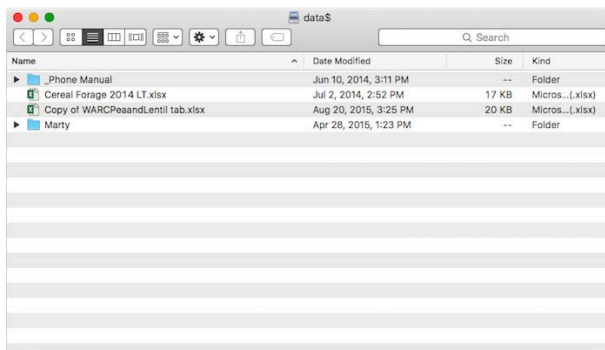 data$
Search
Name Date Modified Size Kind
_Phone Manual Jun 10, 2014, 3:11 PM -- Folder
Cereal Forage 2014 LT.xlsx Jul 2, 2014, 2:52 PM 17 KB Micros...(.xlsx)
Copy of WARCPeaandLentil tab.xlsx Aug 20, 2015, 3:25 PM 20 KB Micros...(.xlsx)
Marty Apr 28, 2015, 1:23 PM -- Folder